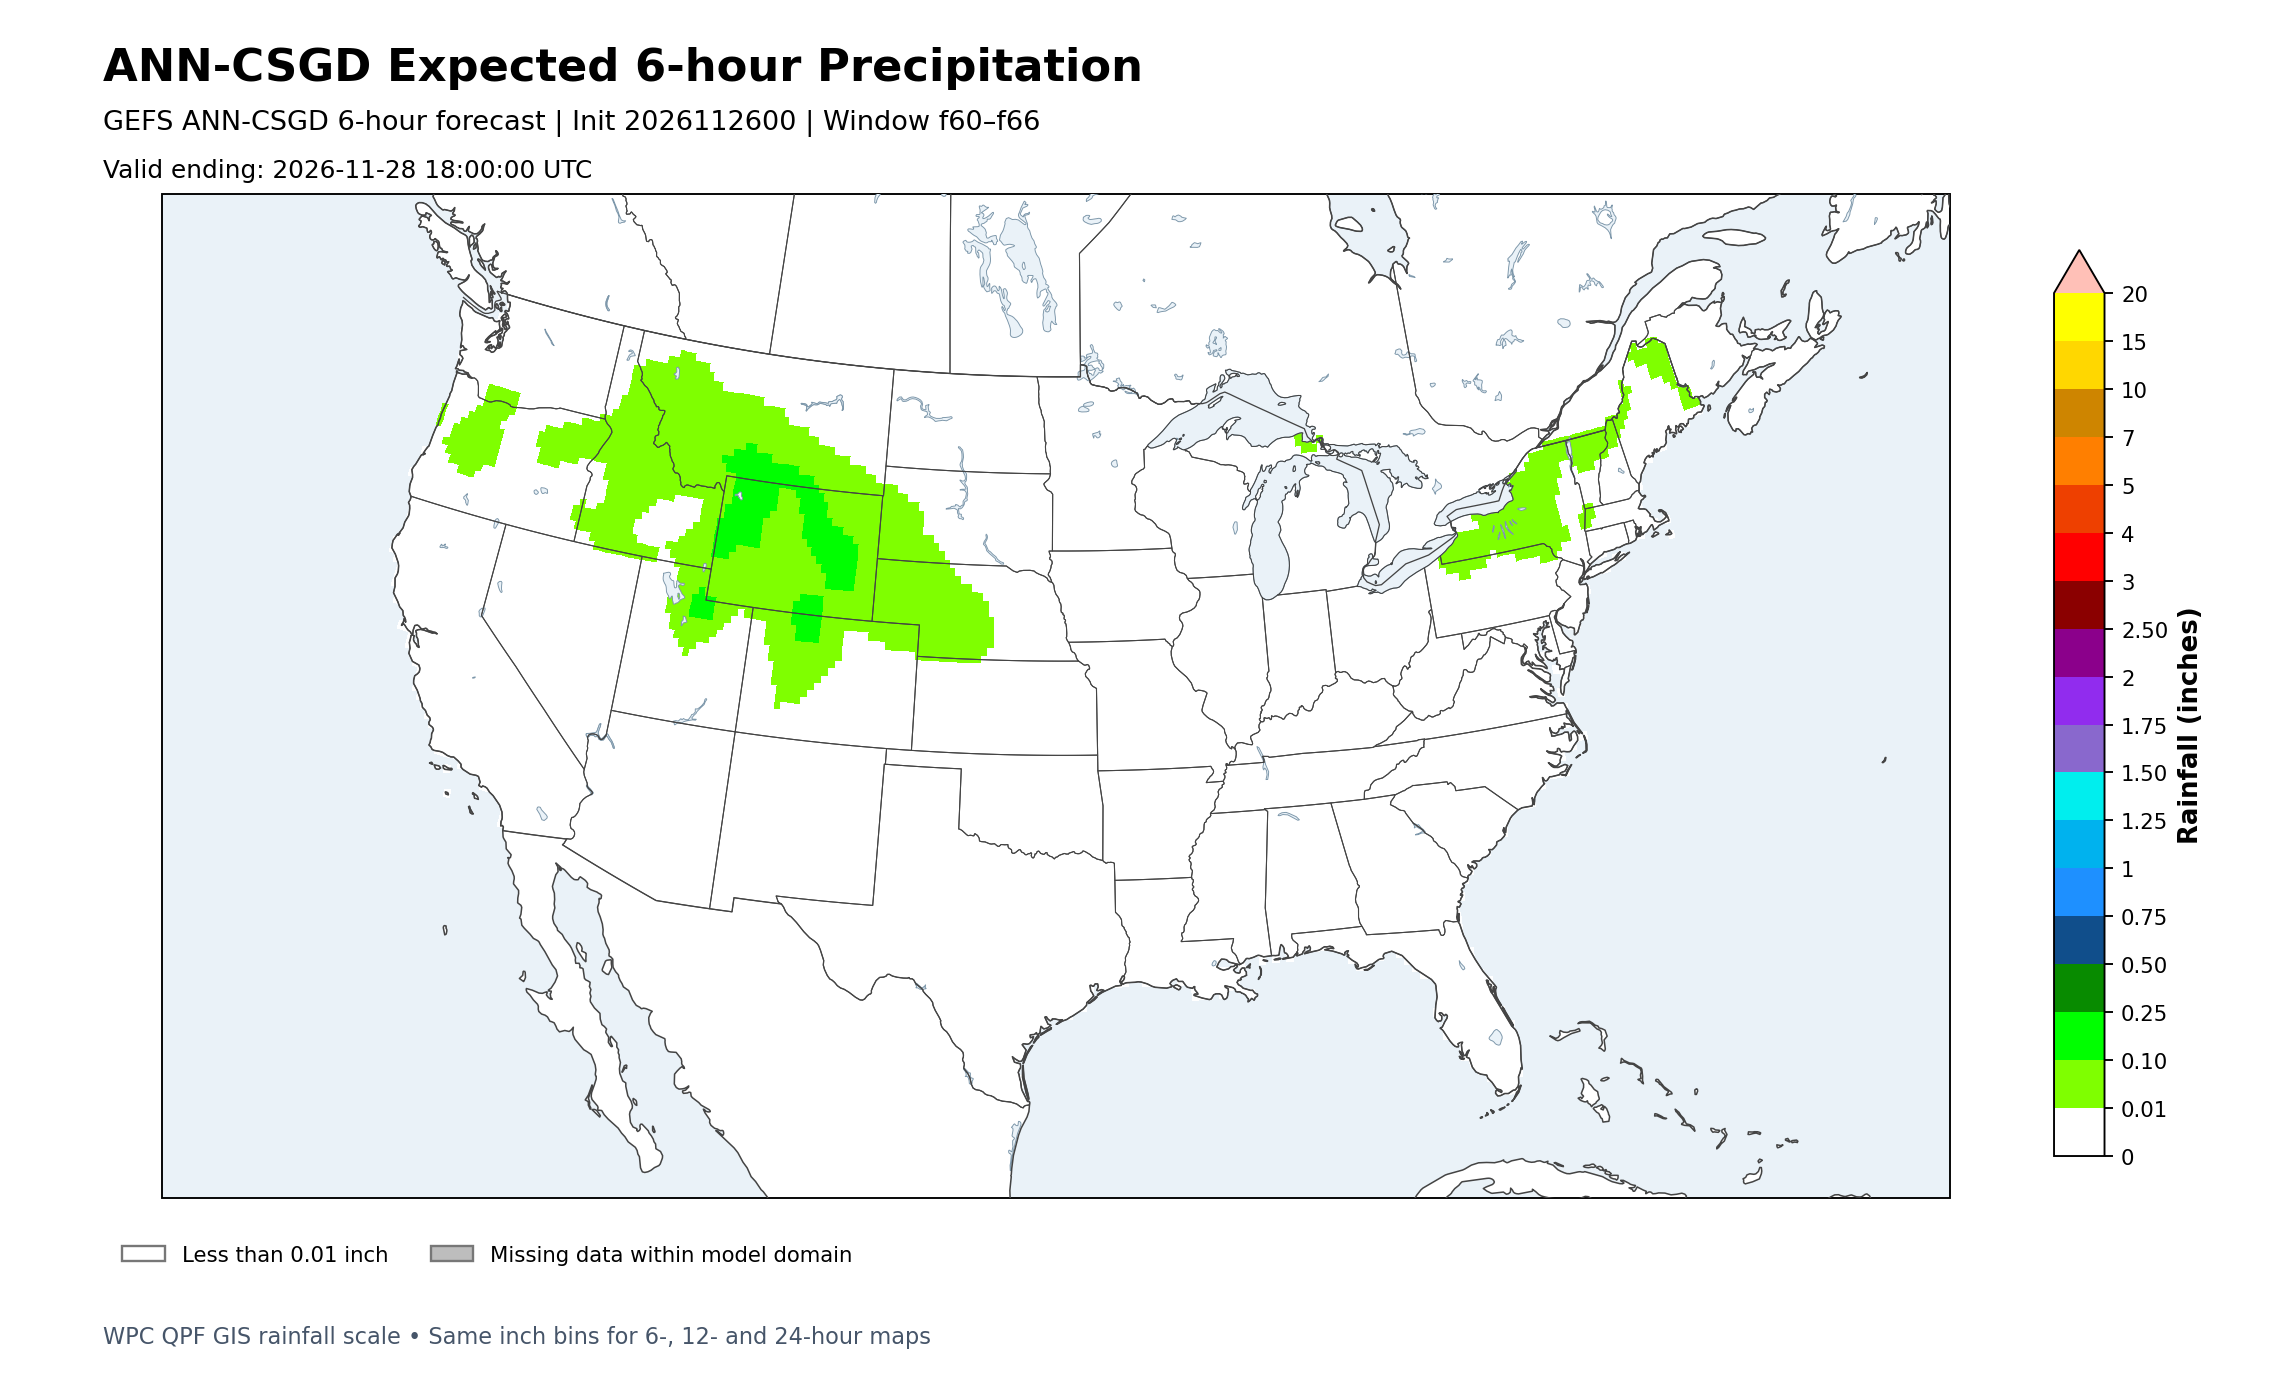 ANN-CSGD Expected 6-hour Precipitation
GEFS ANN-CSGD 6-hour forecast | Init 2026112600 | Window f60–f66
Valid ending: 2026-11-28 18:00:00 UTC
20
15
10
7
5
4
3
2.50
2
1.75
1.50
1.25
1
0.75
0.50
0.25
0.10
0.01
0
Rainfall (inches)
Less than 0.01 inch
Missing data within model domain
WPC QPF GIS rainfall scale • Same inch bins for 6-, 12- and 24-hour maps